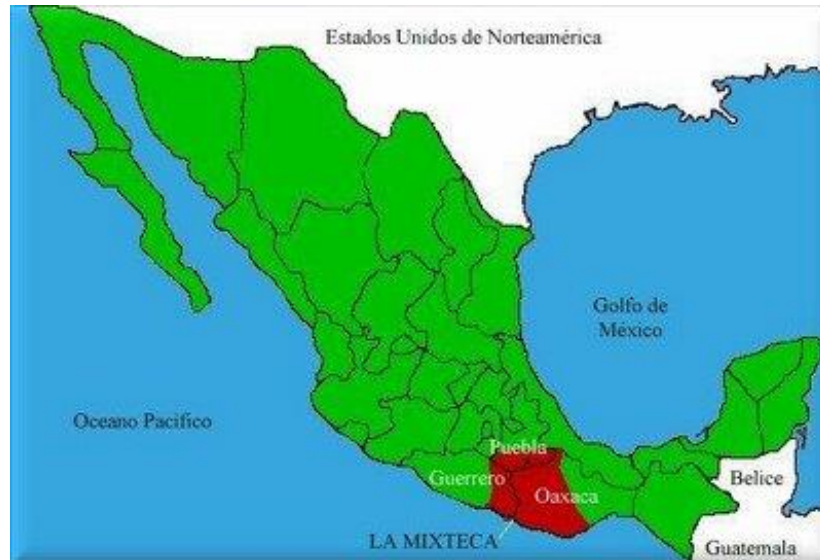 Estados Unidos de Norteamérica
Golfo de
México
Oceano Pacifico
Puebla
Guerrero
Oaxaca
Belice
LA MIXTECA
Guatemala